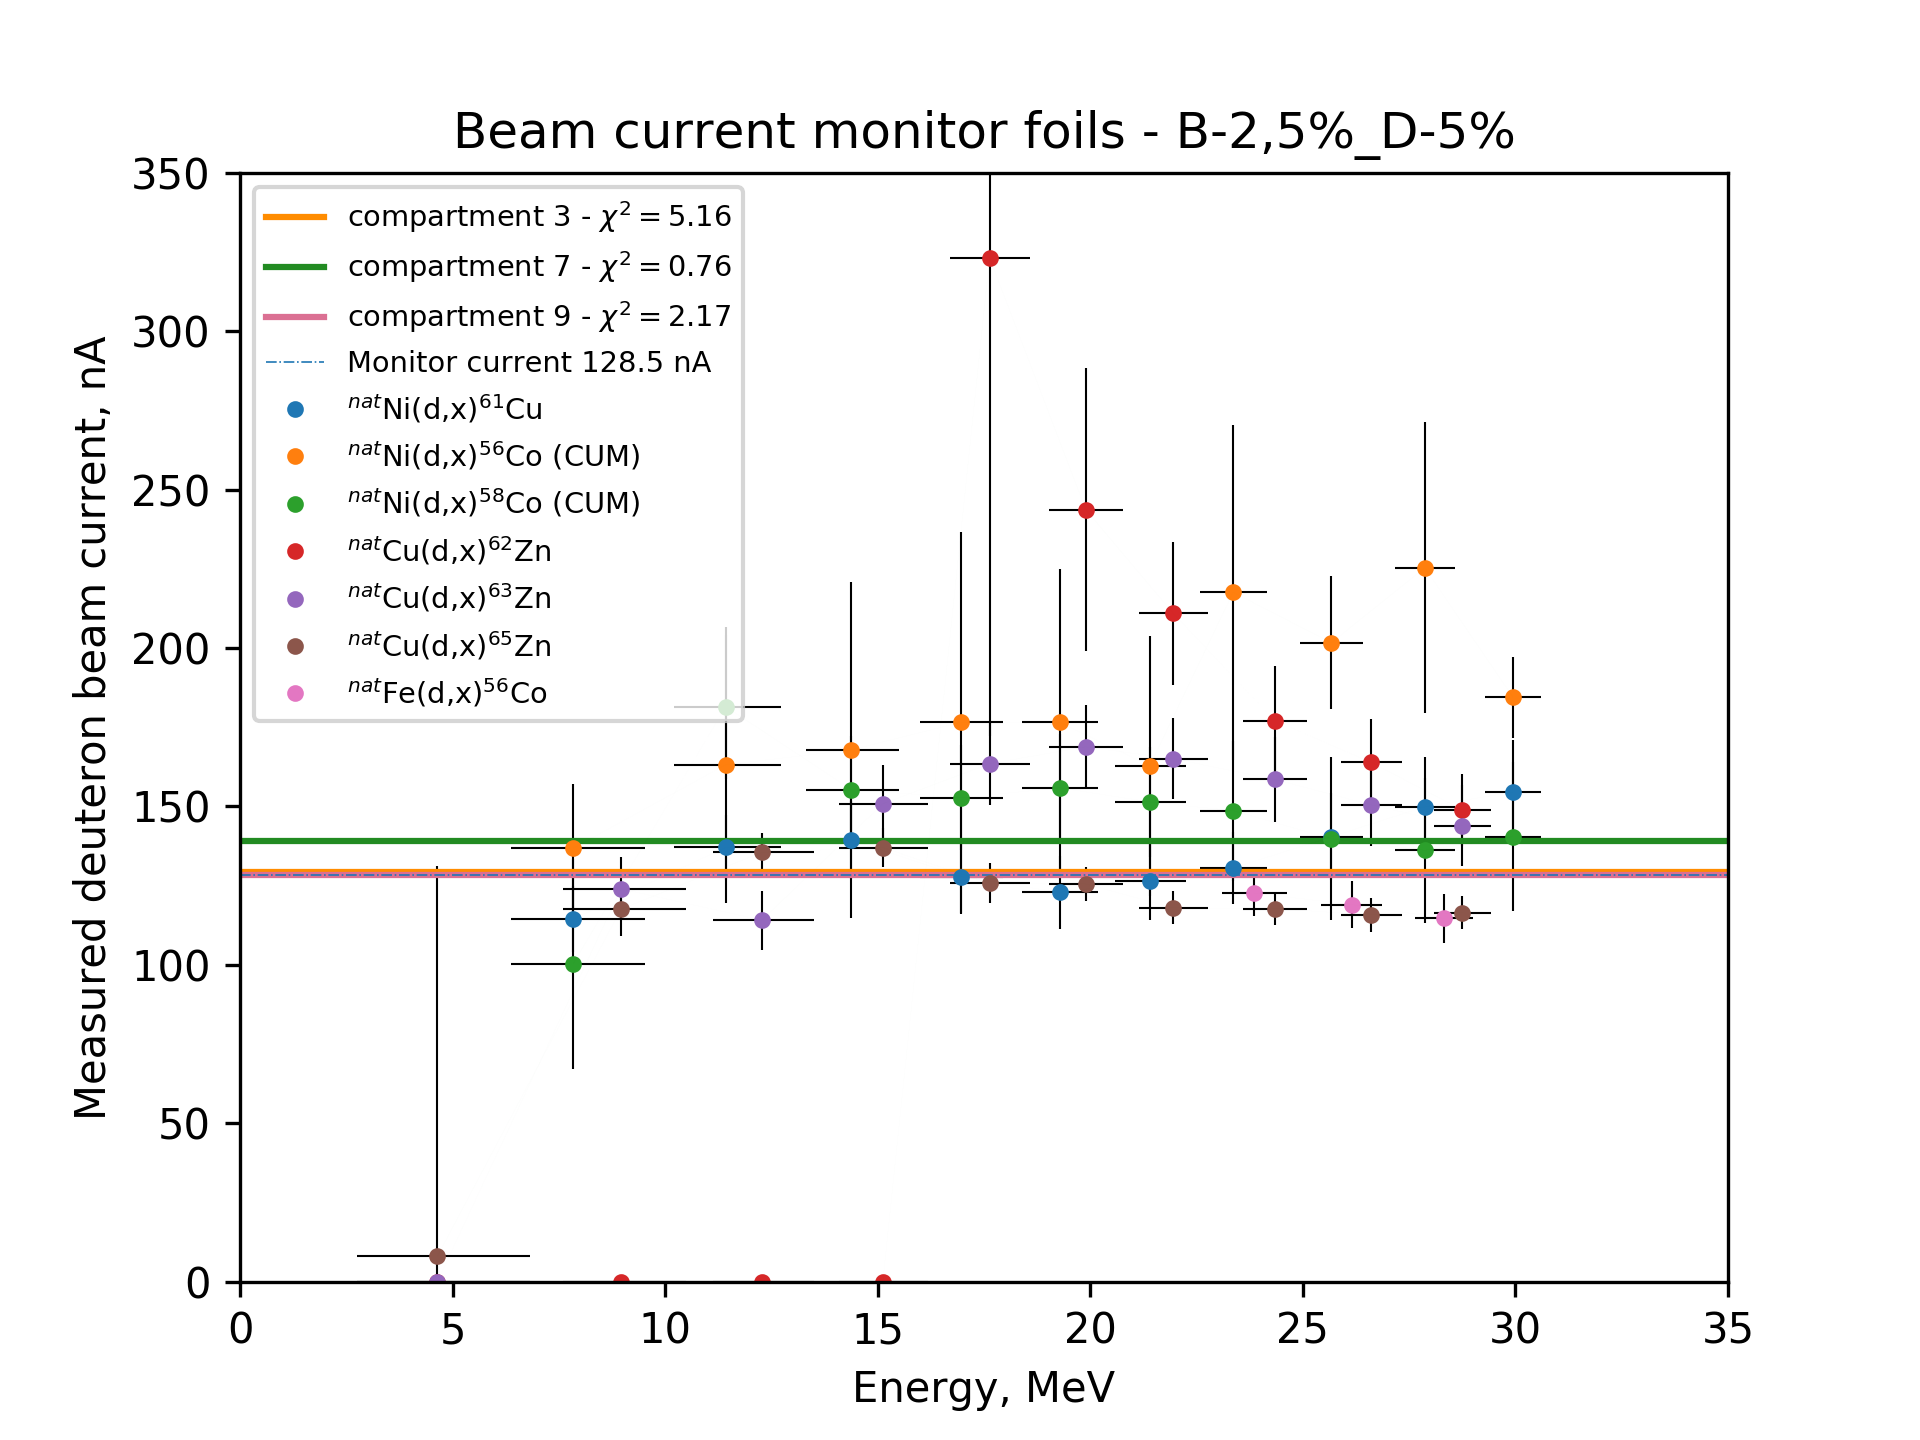 Beam current monitor foils - B-2,5%_D-5%
350
300
250
200
150
100
50
0
Measured deuteron beam current, nA
compartment 3 - χ² = 5.16
compartment 7 - χ² = 0.76
compartment 9 - χ² = 2.17
Monitor current 128.5 nA
ⁿᵃᵗNi(d,x)⁶¹Cu
ⁿᵃᵗNi(d,x)⁵⁶Co (CUM)
ⁿᵃᵗNi(d,x)⁵⁸Co (CUM)
ⁿᵃᵗCu(d,x)⁶²Zn
ⁿᵃᵗCu(d,x)⁶³Zn
ⁿᵃᵗCu(d,x)⁶⁵Zn
ⁿᵃᵗFe(d,x)⁵⁶Co
0 5 10 15 20 25 30 35
Energy, MeV